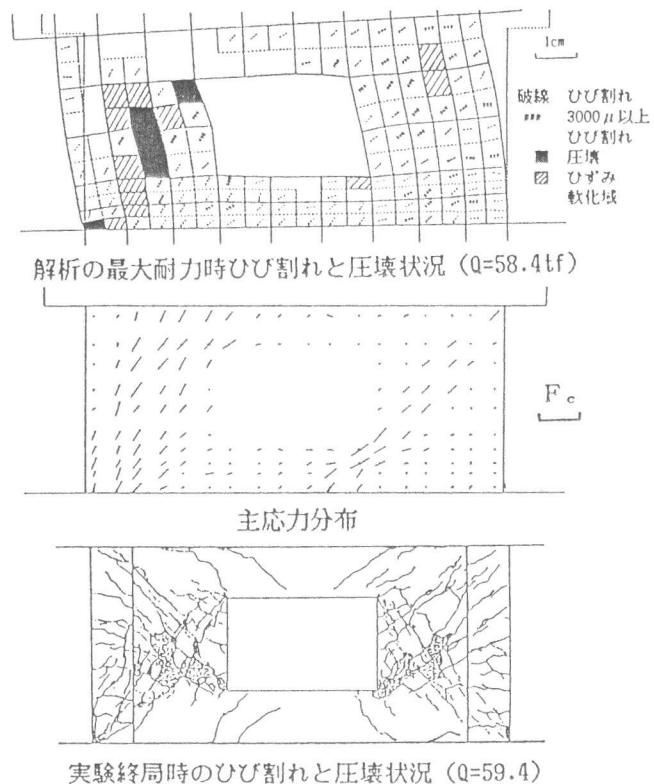 1cm
破線 ひび割れ
3000μ以上
ひび割れ
圧壊
ひずみ
軟化域
解析の最大耐力時ひび割れと圧壊状況 (Q=58.4tf)
Fc
主応力分布
実験終局時のひび割れと圧壊状況 (Q=59.4)